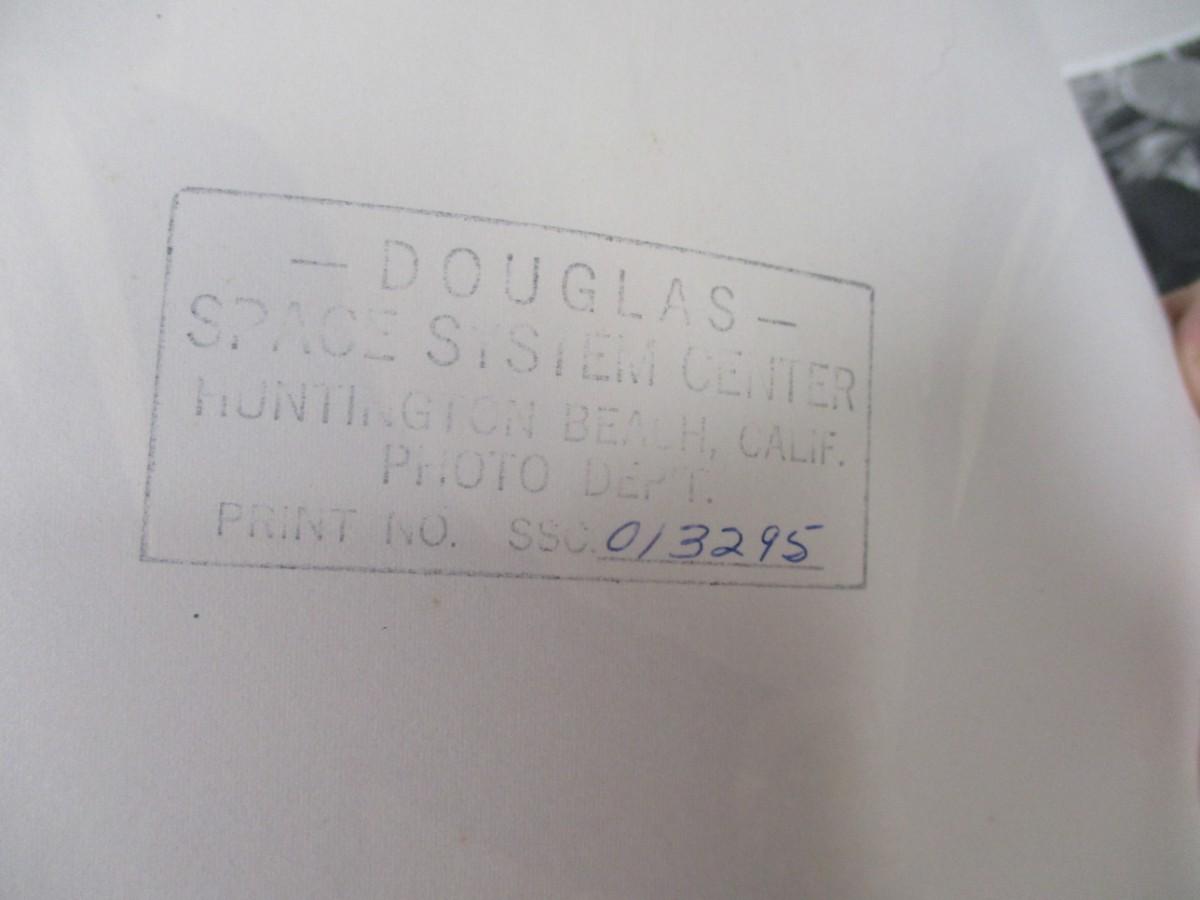 — DOUGLAS —
SPACE SYSTEM CENTER
HUNTINGTON BEACH, CALIF.
PHOTO DEPT.
PRINT NO. SSC. 013295